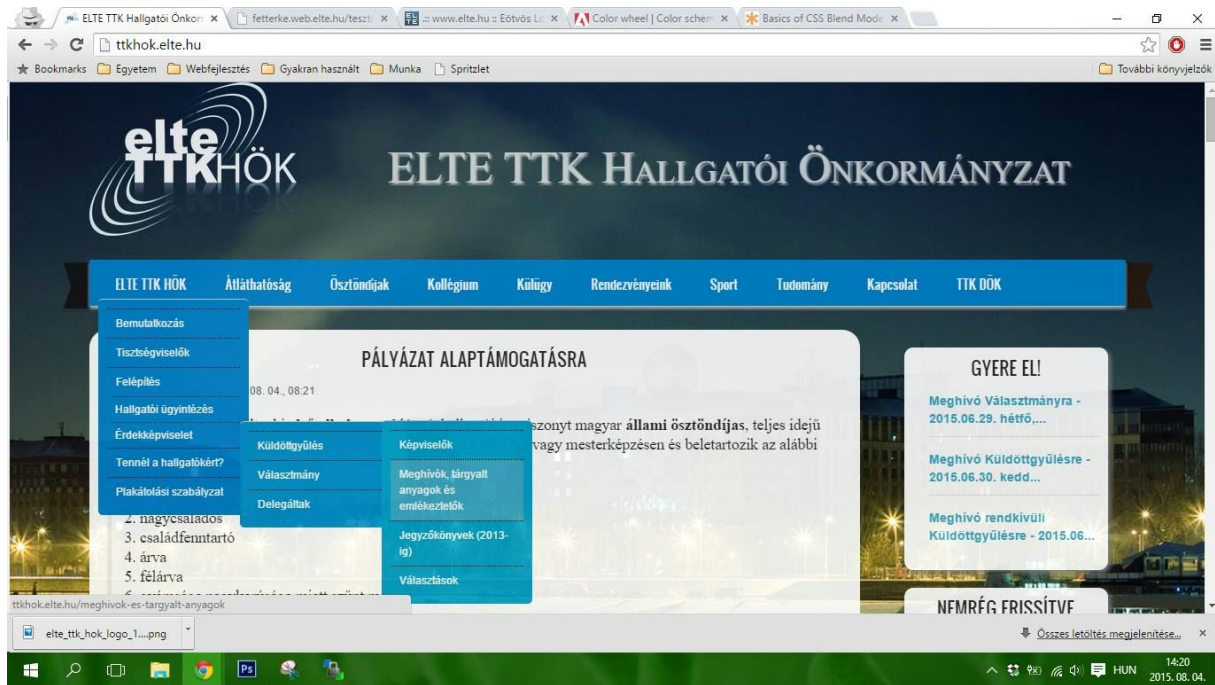 ELTE TTK Hallgatói Önkorm
fetterke.web.elte.hu/teszt/
.:: www.elte.hu :: Eötvös Lo
Color wheel | Color schem
Basics of CSS Blend Mode
ttkhok.elte.hu
Bookmarks Egyetem Webfejlesztés Gyakran használt Munka Spritzlet További könyvjelzők
elte
TTKHÖK
ELTE TTK Hallgatói Önkormányzat
ELTE TTK HÖK Átláthatóság Ösztöndíjak Kollégium Külügy Rendezvényeink Sport Tudomány Kapcsolat TTK DÖK
Bemutatkozás
Tisztségviselők
Felépítés
Hallgatói ügyintézés
Érdekképviselet
Tennél a hallgatókért?
Plakátolási szabályzat
Küldöttgyűlés
Választmány
Delegáltak
Képviselők
Meghívók, tárgyalt
anyagok és
emlékeztetők
Jegyzőkönyvek (2013-
ig)
Választások
PÁLYÁZAT ALAPTÁMOGATÁSRA
08. 04., 08:21
szonyt magyar állami ösztöndíjas, teljes idejű
vagy mesterképzésen és beletartozik az alábbi
2. nagycsaládos
3. családfenntartó
4. árva
5. félárva
GYERE EL!
Meghívó Választmányra -
2015.06.29. hétfő,...
Meghívó Küldöttgyűlésre -
2015.06.30. kedd...
Meghívó rendkívüli
Küldöttgyűlésre - 2015.06...
NEMRÉG FRISSÍTVE
ttkhok.elte.hu/meghivok-es-targyalt-anyagok
elte_ttk_hok_logo_1....png
Összes letöltés megjelenítése...
Ps
HUN
14:20
2015. 08. 04.